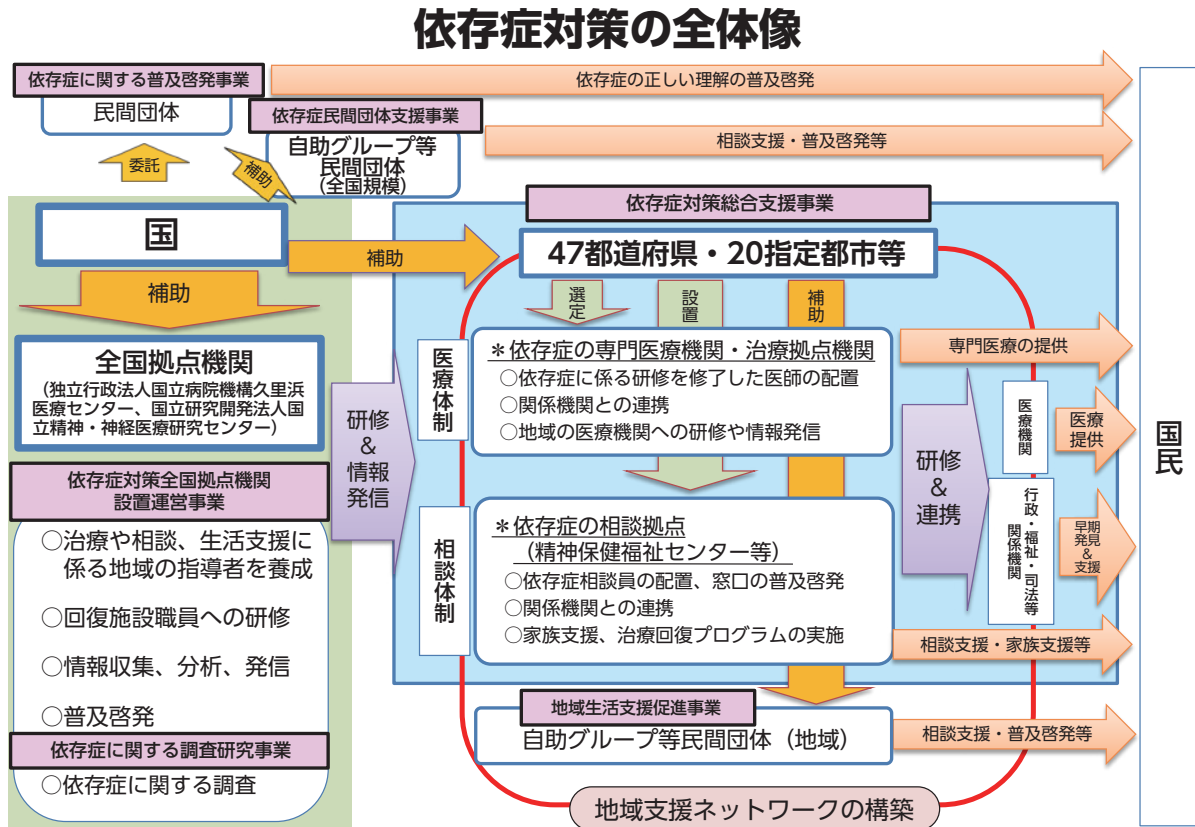 依存症対策の全体像
依存症に関する普及啓発事業
民間団体
依存症の正しい理解の普及啓発
依存症民間団体支援事業
自助グループ等
民間団体
(全国規模)
相談支援・普及啓発等
委託
補助
国
補助
補助
全国拠点機関
(独立行政法人国立病院機構久里浜
医療センター、国立研究開発法人国
立精神・神経医療研究センター)
依存症対策全国拠点機関
設置運営事業
○治療や相談、生活支援に
係る地域の指導者を養成
○回復施設職員への研修
○情報収集、分析、発信
○普及啓発
依存症に関する調査研究事業
○依存症に関する調査
研修
&
情報
発信
依存症対策総合支援事業
47都道府県・20指定都市等
選定
設置
補助
医療体制
*依存症の専門医療機関・治療拠点機関
○依存症に係る研修を修了した医師の配置
○関係機関との連携
○地域の医療機関への研修や情報発信
相談体制
*依存症の相談拠点
(精神保健福祉センター等)
○依存症相談員の配置、窓口の普及啓発
○関係機関との連携
○家族支援、治療回復プログラムの実施
地域生活支援促進事業
自助グループ等民間団体(地域)
地域支援ネットワークの構築
研修
&
連携
専門医療の提供
医療機関
医療
提供
行政・福祉・司法等
関係機関
早期
発見
&
支援
相談支援・家族支援等
相談支援・普及啓発等
国民